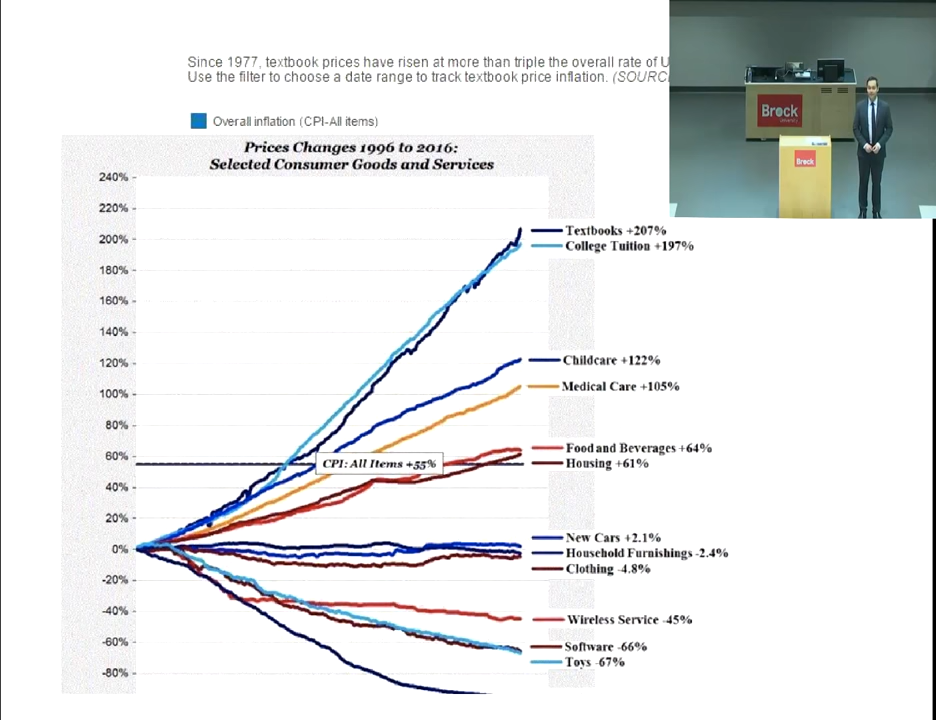 Since 1977, textbook prices have risen at more than triple the overall rate of
Use the filter to choose a date range to track textbook price inflation.
Overall inflation (CPI-All items)
Prices Changes 1996 to 2016:
Selected Consumer Goods and Services
240%
220%
200%
180%
160%
140%
120%
100%
80%
60%
40%
20%
0%
-20%
-40%
-60%
-80%
Textbooks +207%
College Tuition +197%
Childcare +122%
Medical Care +105%
Food and Beverages +64%
CPI: All Items +55%
Housing +61%
New Cars +2.1%
Household Furnishings -2.4%
Clothing -4.8%
Wireless Service -45%
Software -66%
Toys -67%
Brock
Brock